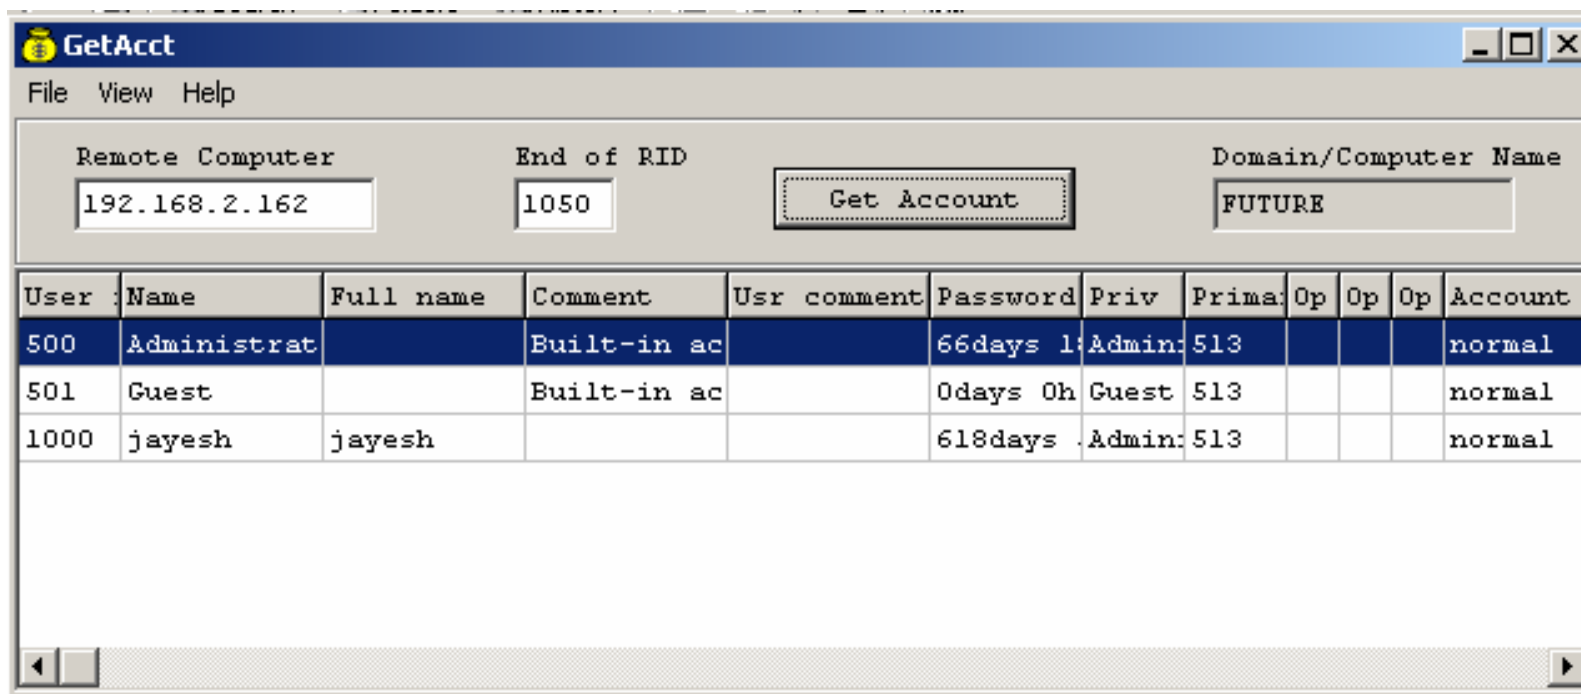 GetAcct
File View Help
Remote Computer End of RID Domain/Computer Name
192.168.2.162 1050 Get Account FUTURE
User Name Full name Comment Usr comment Password Priv Prima Op Op Op Account
500 Administrat Built-in ac 66days Admin 513 normal
501 Guest Built-in ac 0days 0h Guest 513 normal
1000 jayesh jayesh 618days Admin 513 normal